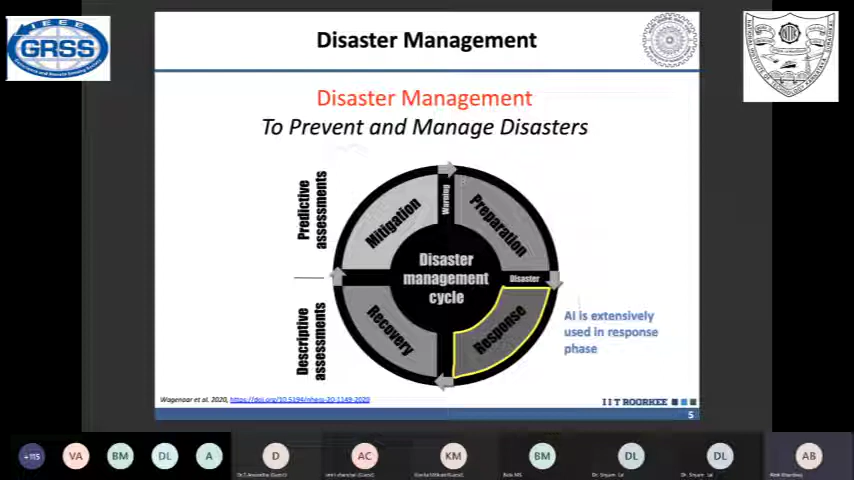 IEEE
GRSS
Disaster Management
Disaster Management
To Prevent and Manage Disasters
Predictive
assessments
Descriptive
assessments
Mitigation
Warning
Preparation
Disaster
management
cycle
Disaster
Recovery
Response
AI is extensively
used in response
phase
Wagenaar et al. 2020, https://doi.org/10.5194/nhess-20-1149-2020
IIT ROORKEE
5
+115
VA
BM
DL
A
D
AC
KM
BM
DL
DL
AB